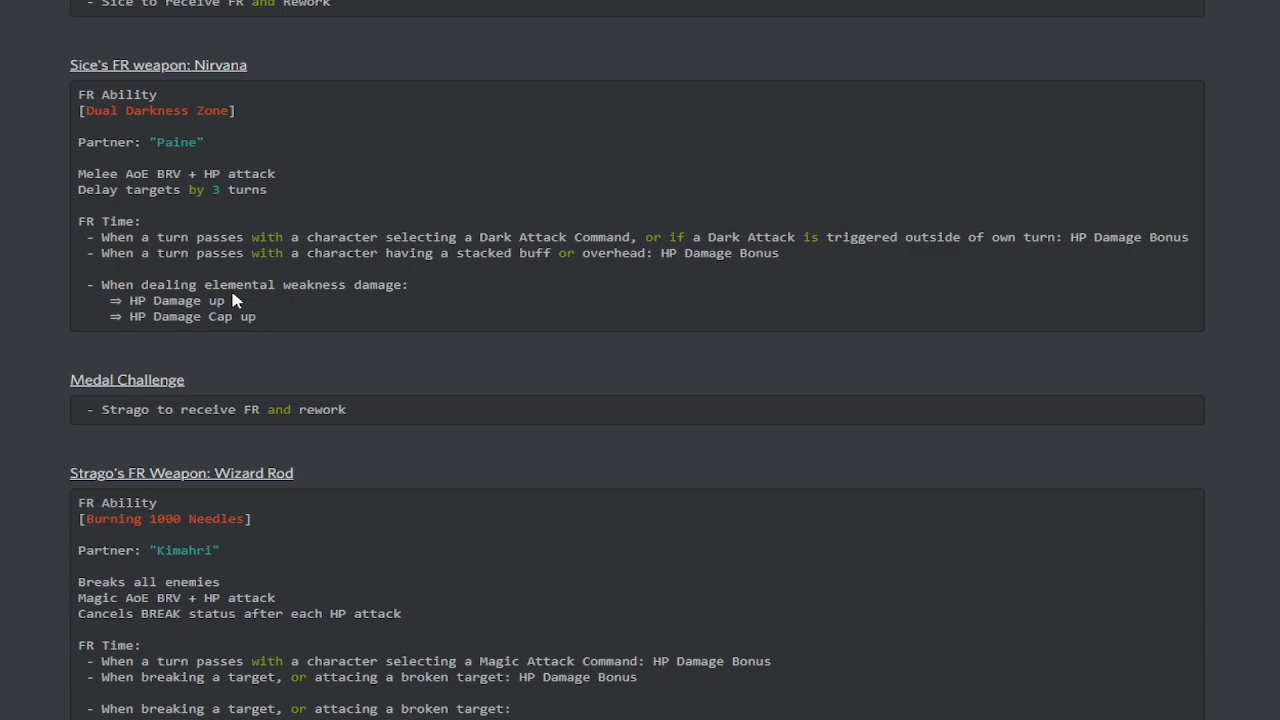 - Sice to receive FR and Rework
Sice's FR weapon: Nirvana
FR Ability
[Dual Darkness Zone]
Partner: "Paine"
Melee AoE BRV + HP attack
Delay targets by 3 turns
FR Time:
- When a turn passes with a character selecting a Dark Attack Command, or if a Dark Attack is triggered outside of own turn: HP Damage Bonus
- When a turn passes with a character having a stacked buff or overhead: HP Damage Bonus
- When dealing elemental weakness damage:
⇒ HP Damage up
⇒ HP Damage Cap up
Medal Challenge
- Strago to receive FR and rework
Strago's FR Weapon: Wizard Rod
FR Ability
[Burning 1000 Needles]
Partner: "Kimahri"
Breaks all enemies
Magic AoE BRV + HP attack
Cancels BREAK status after each HP attack
FR Time:
- When a turn passes with a character selecting a Magic Attack Command: HP Damage Bonus
- When breaking a target, or attacing a broken target: HP Damage Bonus
- When breaking a target, or attacing a broken target: